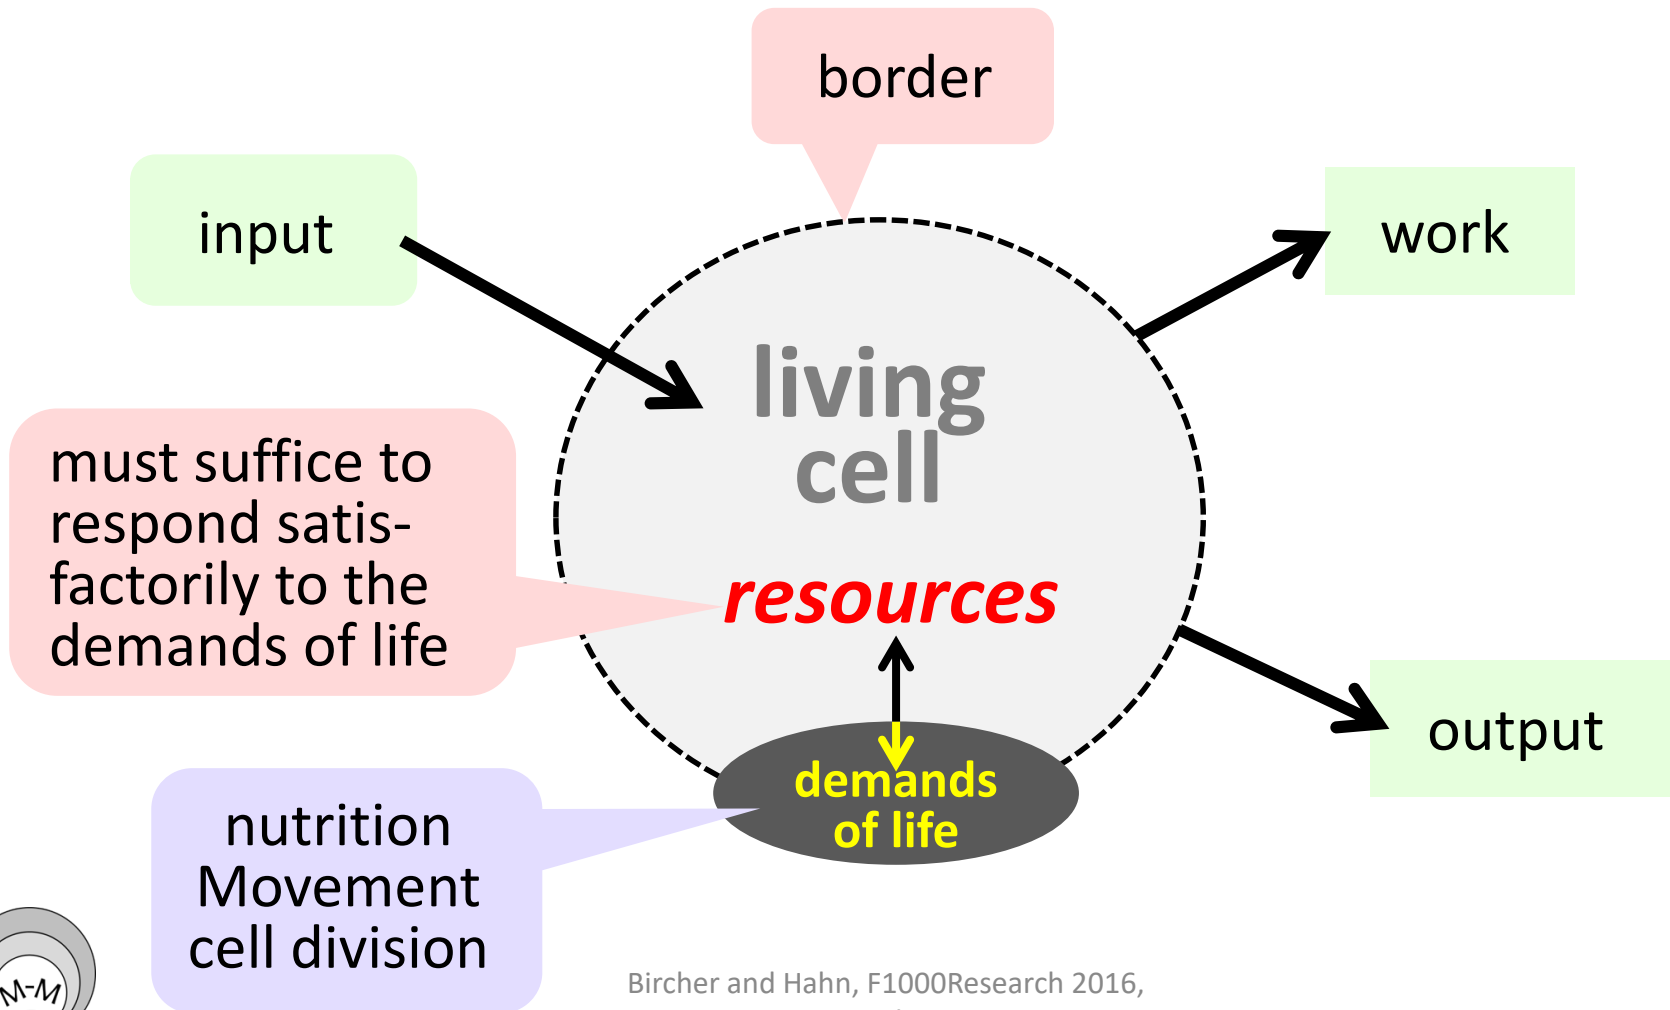 border
input
work
living
cell
must suffice to
respond satis-
factorily to the
demands of life
resources
output
demands
of life
nutrition
Movement
cell division
M-M
Bircher and Hahn, F1000Research 2016,